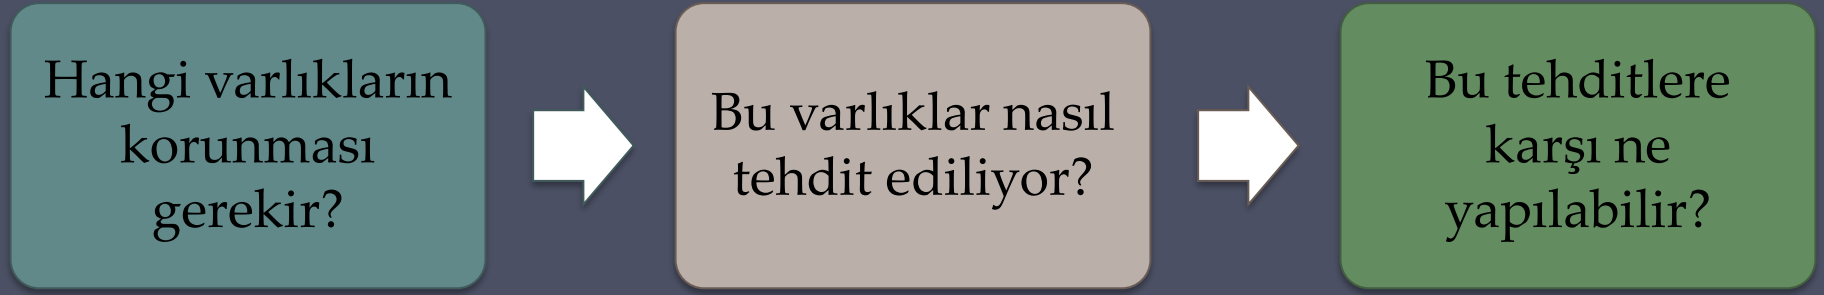 Hangi varlıkların
korunması
gerekir?
Bu varlıklar nasıl
tehdit ediliyor?
Bu tehditlere
karşı ne
yapılabilir?